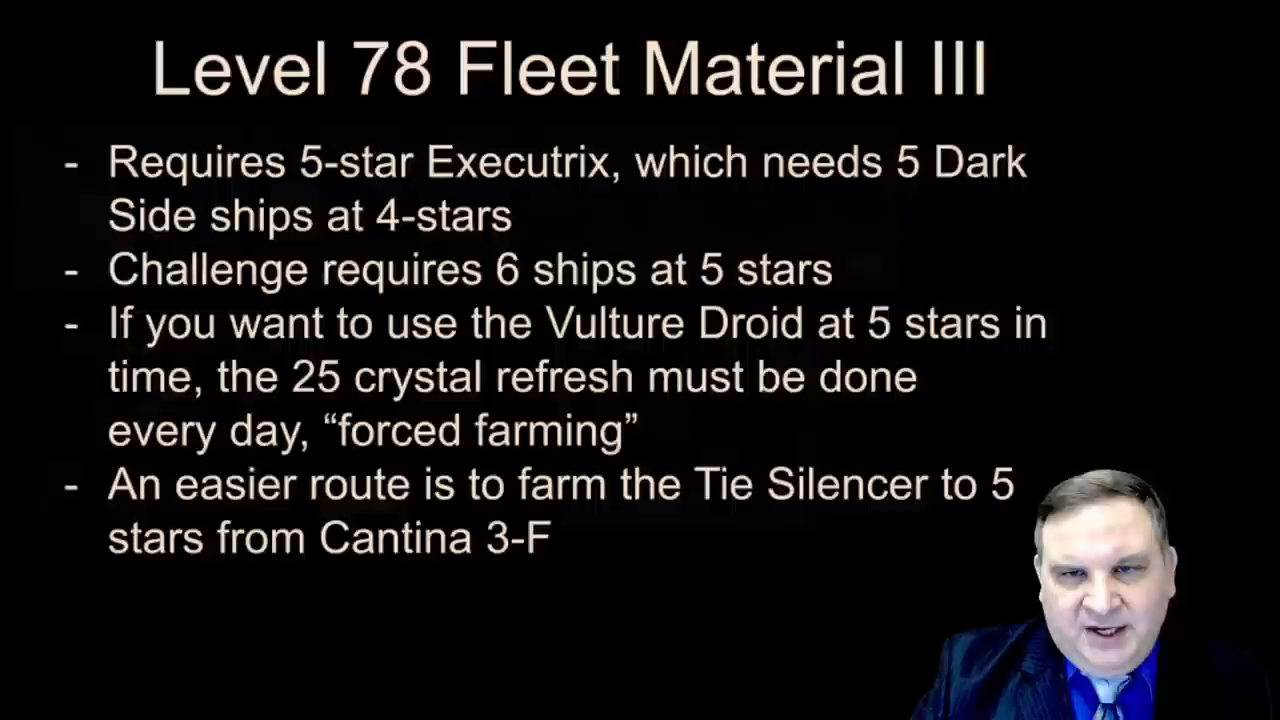 Level 78 Fleet Material III
- Requires 5-star Executrix, which needs 5 Dark
Side ships at 4-stars
- Challenge requires 6 ships at 5 stars
- If you want to use the Vulture Droid at 5 stars in
time, the 25 crystal refresh must be done
every day, “forced farming”
- An easier route is to farm the Tie Silencer to 5
stars from Cantina 3-F